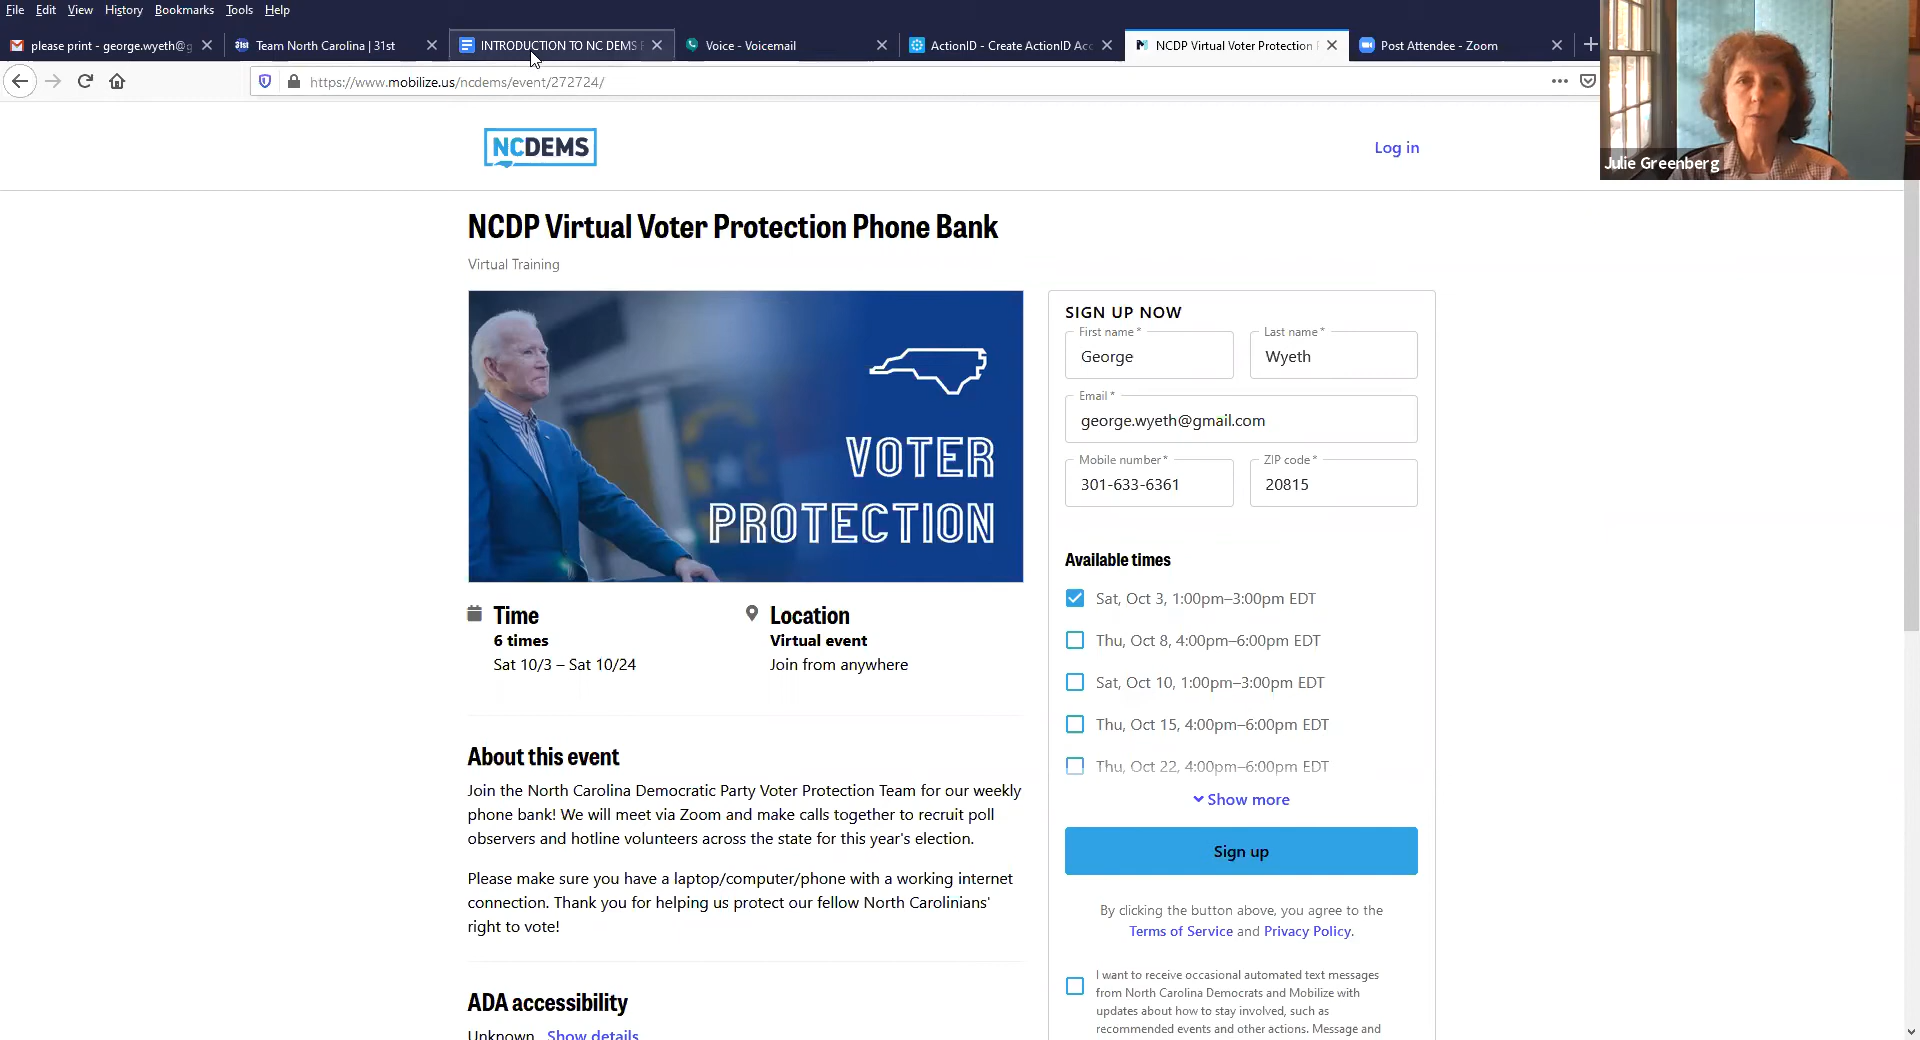 File Edit View History Bookmarks Tools Help
please print - george.wyeth@g
Team North Carolina | 31st
INTRODUCTION TO NC DEMS
Voice - Voicemail
ActionID - Create ActionID Acc
NCDP Virtual Voter Protection
Post Attendee - Zoom
https://www.mobilize.us/ncdems/event/272724/
Julie Greenberg
NCDEMS
Log in
NCDP Virtual Voter Protection Phone Bank
Virtual Training
VOTER
PROTECTION
Time
6 times
Sat 10/3 – Sat 10/24
Location
Virtual event
Join from anywhere
About this event
Join the North Carolina Democratic Party Voter Protection Team for our weekly
phone bank! We will meet via Zoom and make calls together to recruit poll
observers and hotline volunteers across the state for this year's election.
Please make sure you have a laptop/computer/phone with a working internet
connection. Thank you for helping us protect our fellow North Carolinians'
right to vote!
ADA accessibility
Unknown Show details
SIGN UP NOW
First name *
George
Last name *
Wyeth
Email *
george.wyeth@gmail.com
Mobile number *
301-633-6361
ZIP code *
20815
Available times
Sat, Oct 3, 1:00pm–3:00pm EDT
Thu, Oct 8, 4:00pm–6:00pm EDT
Sat, Oct 10, 1:00pm–3:00pm EDT
Thu, Oct 15, 4:00pm–6:00pm EDT
Thu, Oct 22, 4:00pm–6:00pm EDT
Show more
Sign up
By clicking the button above, you agree to the
Terms of Service and Privacy Policy.
I want to receive occasional automated text messages
from North Carolina Democrats and Mobilize with
updates about how to stay involved, such as
recommended events and other actions. Message and